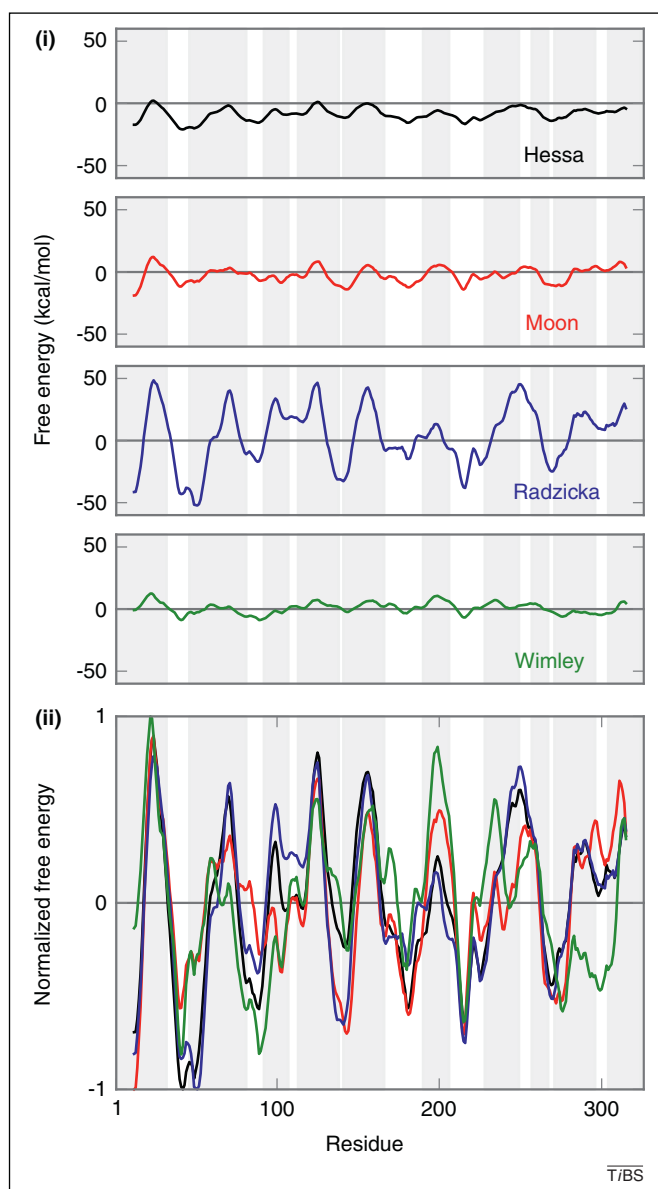 (i)
50
0
-50
Hessa
50
0
-50
Moon
Free energy (kcal/mol)
50
0
-50
Radzicka
50
0
-50
Wimley
(ii)
1
0
-1
Normalized free energy
1 100 200 300
Residue
TiBS